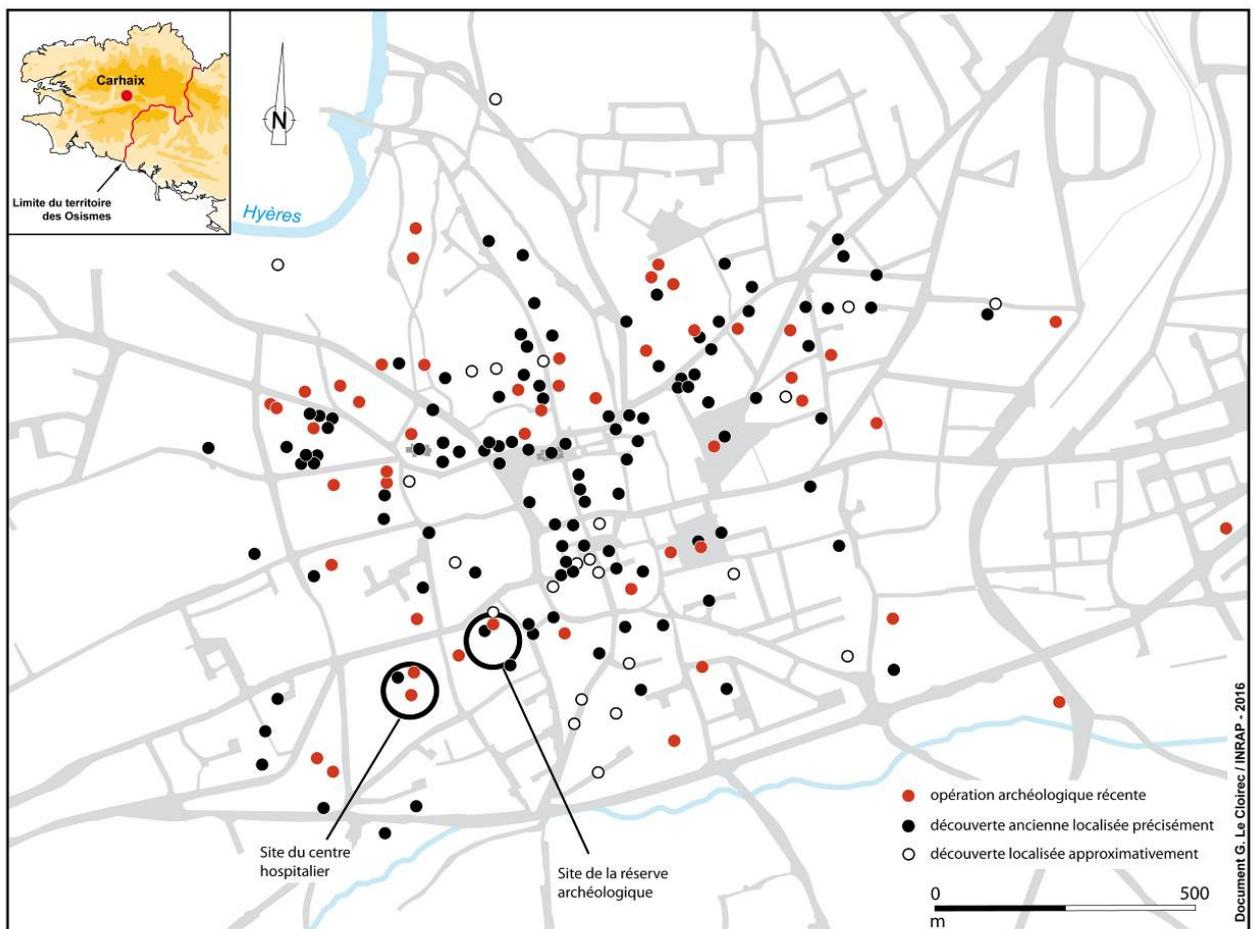 Carhaix
Limite du territoire
des Osismes
N
Hyères
Site du centre
hospitalier
Site de la réserve
archéologique
opération archéologique récente
découverte ancienne localisée précisément
découverte localisée approximativement
0 500
m
Document G. Le Cloirec / INRAP - 2016